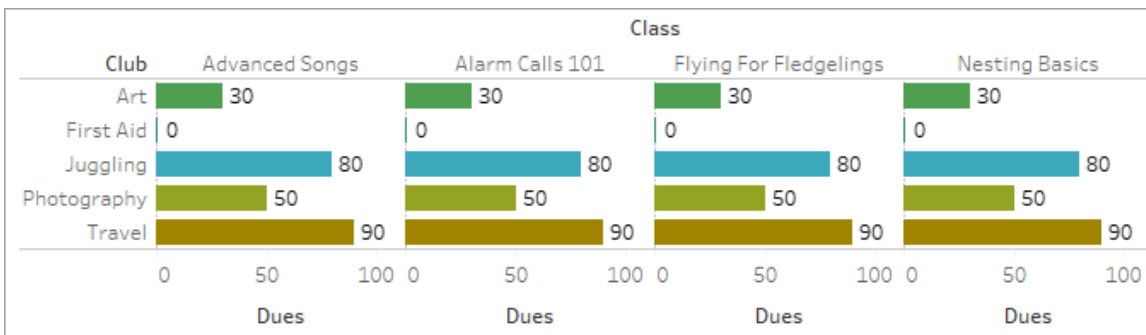 Class
Club Advanced Songs Alarm Calls 101 Flying For Fledgelings Nesting Basics
Art 30 30 30 30
First Aid 0 0 0 0
Juggling 80 80 80 80
Photography 50 50 50 50
Travel 90 90 90 90
0 50 100 0 50 100 0 50 100 0 50 100
Dues Dues Dues Dues